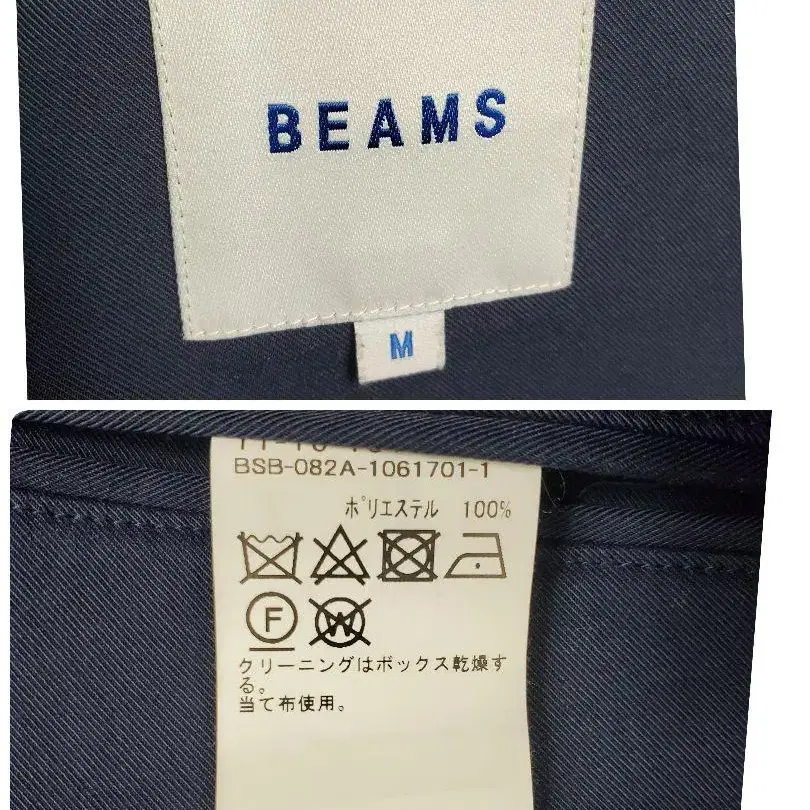 BEAMS
M
BSB-082A-1061701-1
ポリエステル 100%
F
W
クリーニングはボックス乾燥す
る。
当て布使用。